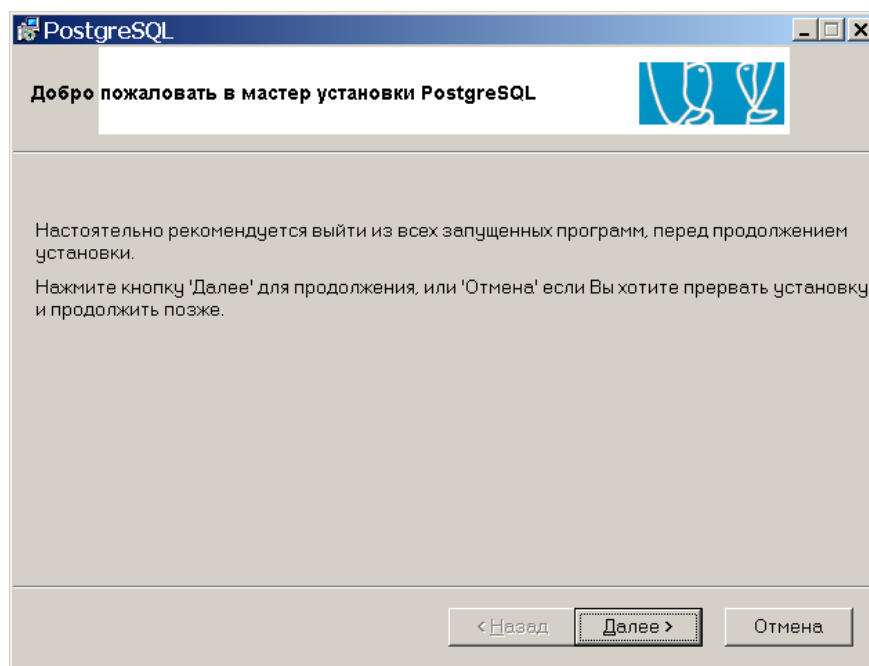 PostgreSQL
Добро пожаловать в мастер установки PostgreSQL
Настоятельно рекомендуется выйти из всех запущенных программ, перед продолжением
установки.
Нажмите кнопку 'Далее' для продолжения, или 'Отмена' если Вы хотите прервать установку
и продолжить позже.
< Назад
Далее >
Отмена